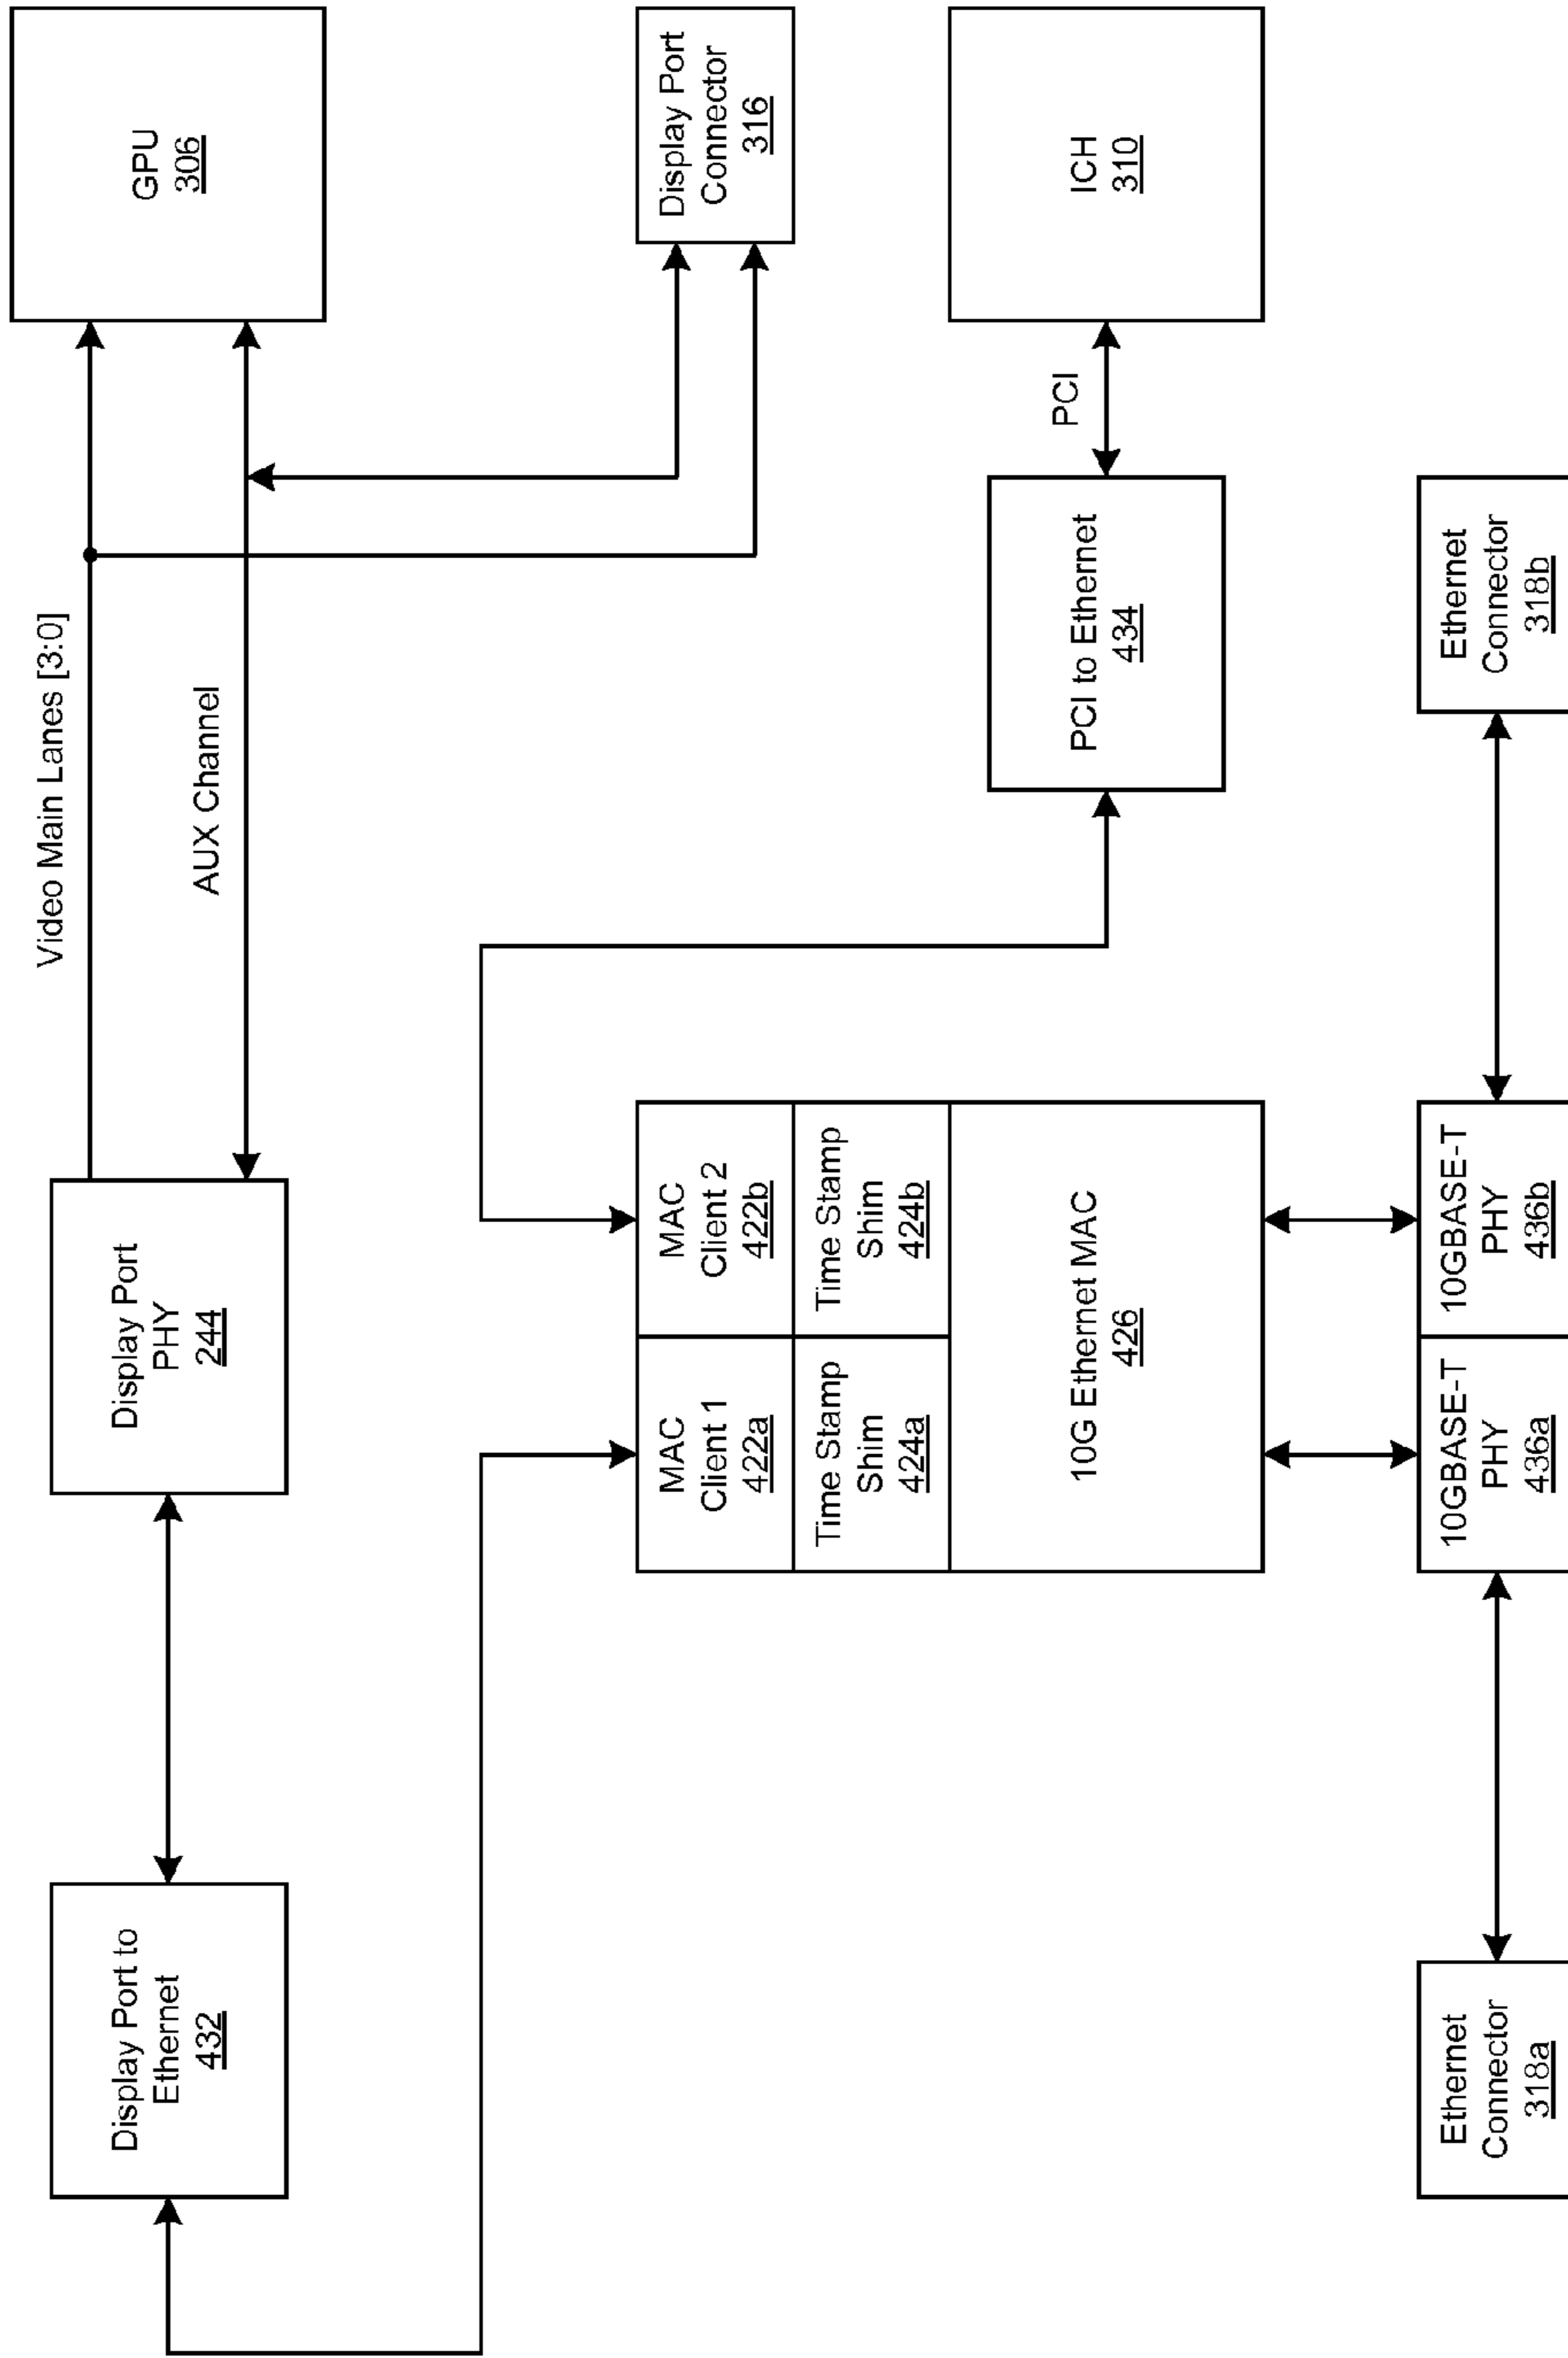 Display Port to
Ethernet
432
Display Port
PHY
244
Video Main Lanes [3:0]
AUX Channel
GPU
306
Display Port
Connector
316
MAC
Client 1
422a
MAC
Client 2
422b
Time Stamp
Shim
424a
Time Stamp
Shim
424b
10G Ethernet MAC
426
PCI to Ethernet
434
PCI
ICH
310
Ethernet
Connector
318a
10GBASE-T
PHY
436a
10GBASE-T
PHY
436b
Ethernet
Connector
318b